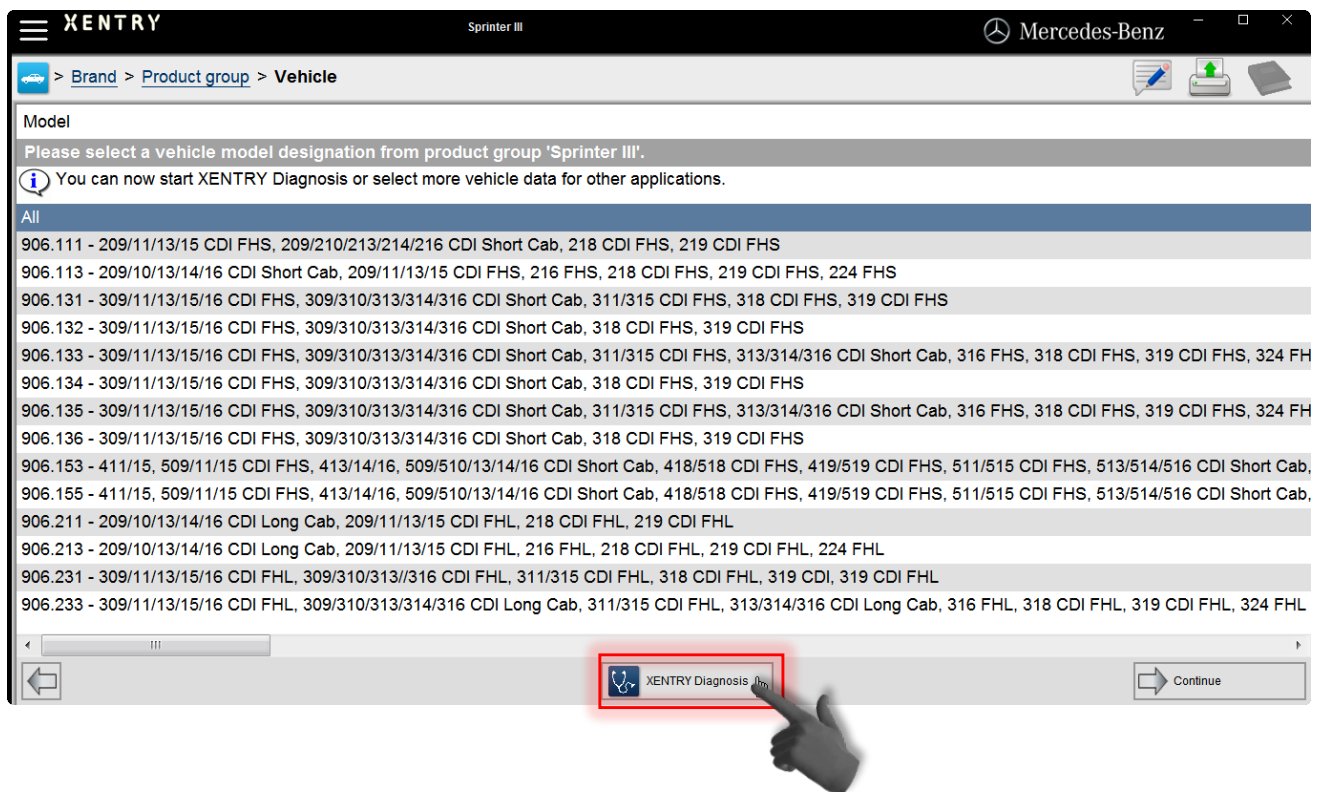 XENTRY
Sprinter III
Mercedes-Benz
> Brand > Product group > Vehicle
Model
Please select a vehicle model designation from product group 'Sprinter III'.
You can now start XENTRY Diagnosis or select more vehicle data for other applications.
All
906.111 - 209/11/13/15 CDI FHS, 209/210/213/214/216 CDI Short Cab, 218 CDI FHS, 219 CDI FHS
906.113 - 209/10/13/14/16 CDI Short Cab, 209/11/13/15 CDI FHS, 216 FHS, 218 CDI FHS, 219 CDI FHS, 224 FHS
906.131 - 309/11/13/15/16 CDI FHS, 309/310/313/314/316 CDI Short Cab, 311/315 CDI FHS, 318 CDI FHS, 319 CDI FHS
906.132 - 309/11/13/15/16 CDI FHS, 309/310/313/314/316 CDI Short Cab, 318 CDI FHS, 319 CDI FHS
906.133 - 309/11/13/15/16 CDI FHS, 309/310/313/314/316 CDI Short Cab, 311/315 CDI FHS, 313/314/316 CDI Short Cab, 316 FHS, 318 CDI FHS, 319 CDI FHS, 324 FH
906.134 - 309/11/13/15/16 CDI FHS, 309/310/313/314/316 CDI Short Cab, 318 CDI FHS, 319 CDI FHS
906.135 - 309/11/13/15/16 CDI FHS, 309/310/313/314/316 CDI Short Cab, 311/315 CDI FHS, 313/314/316 CDI Short Cab, 316 FHS, 318 CDI FHS, 319 CDI FHS, 324 FH
906.136 - 309/11/13/15/16 CDI FHS, 309/310/313/314/316 CDI Short Cab, 318 CDI FHS, 319 CDI FHS
906.153 - 411/15, 509/11/15 CDI FHS, 413/14/16, 509/510/13/14/16 CDI Short Cab, 418/518 CDI FHS, 419/519 CDI FHS, 511/515 CDI FHS, 513/514/516 CDI Short Cab,
906.155 - 411/15, 509/11/15 CDI FHS, 413/14/16, 509/510/13/14/16 CDI Short Cab, 418/518 CDI FHS, 419/519 CDI FHS, 511/515 CDI FHS, 513/514/516 CDI Short Cab,
906.211 - 209/10/13/14/16 CDI Long Cab, 209/11/13/15 CDI FHL, 218 CDI FHL, 219 CDI FHL
906.213 - 209/10/13/14/16 CDI Long Cab, 209/11/13/15 CDI FHL, 216 FHL, 218 CDI FHL, 219 CDI FHL, 224 FHL
906.231 - 309/11/13/15/16 CDI FHL, 309/310/313//316 CDI FHL, 311/315 CDI FHL, 318 CDI FHL, 319 CDI, 319 CDI FHL
906.233 - 309/11/13/15/16 CDI FHL, 309/310/313/314/316 CDI Long Cab, 311/315 CDI FHL, 313/314/316 CDI Long Cab, 316 FHL, 318 CDI FHL, 319 CDI FHL, 324 FHL
XENTRY Diagnosis
Continue